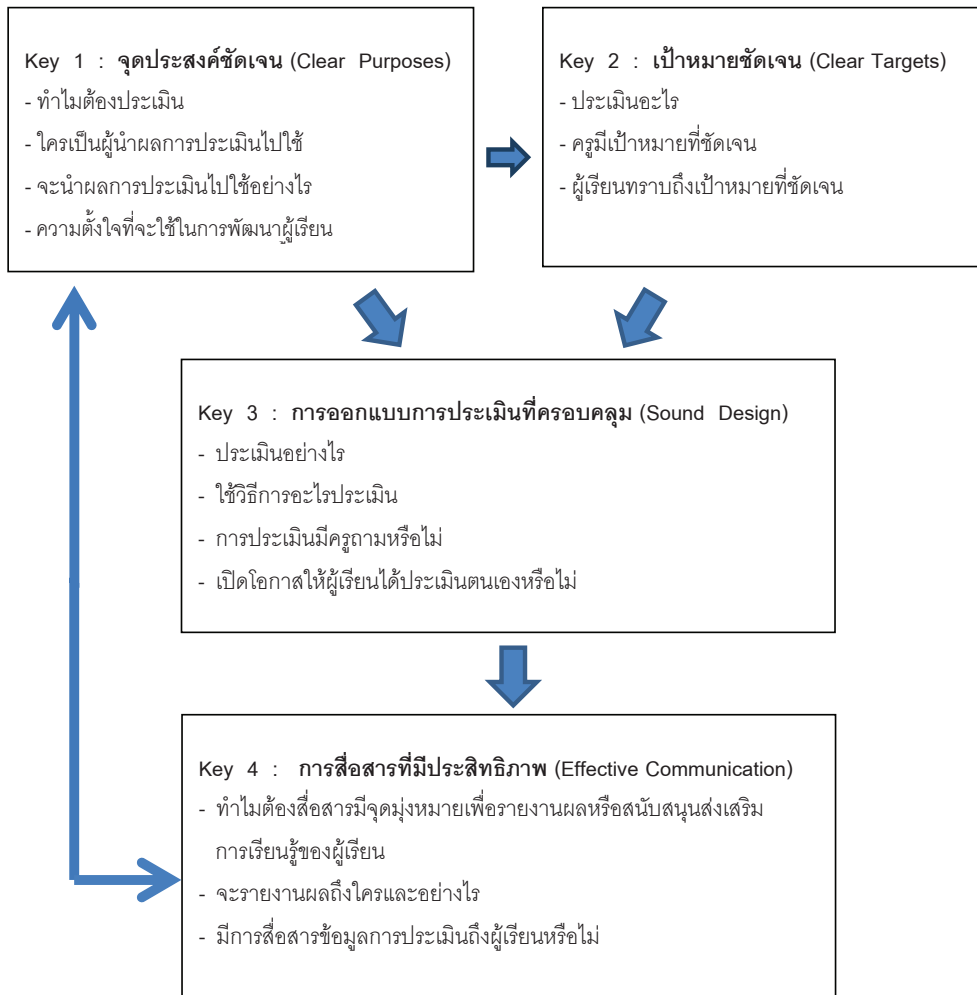 Key 1 : จุดประสงค์ชัดเจน (Clear Purposes)
- ทำไมต้องประเมิน
- ใครเป็นผู้นำผลการประเมินไปใช้
- จะนำผลการประเมินไปใช้อย่างไร
- ความตั้งใจที่จะใช้ในการพัฒนาผู้เรียน
Key 2 : เป้าหมายชัดเจน (Clear Targets)
- ประเมินอะไร
- ครูมีเป้าหมายที่ชัดเจน
- ผู้เรียนทราบถึงเป้าหมายที่ชัดเจน
Key 3 : การออกแบบการประเมินที่ครอบคลุม (Sound Design)
- ประเมินอย่างไร
- ใช้วิธีการอะไรประเมิน
- การประเมินมีครูถามหรือไม่
- เปิดโอกาสให้ผู้เรียนได้ประเมินตนเองหรือไม่
Key 4 : การสื่อสารที่มีประสิทธิภาพ (Effective Communication)
- ทำไมต้องสื่อสารมีจุดมุ่งหมายเพื่อรายงานผลหรือสนับสนุนส่งเสริม
การเรียนรู้ของผู้เรียน
- จะรายงานผลถึงใครและอย่างไร
- มีการสื่อสารข้อมูลการประเมินถึงผู้เรียนหรือไม่